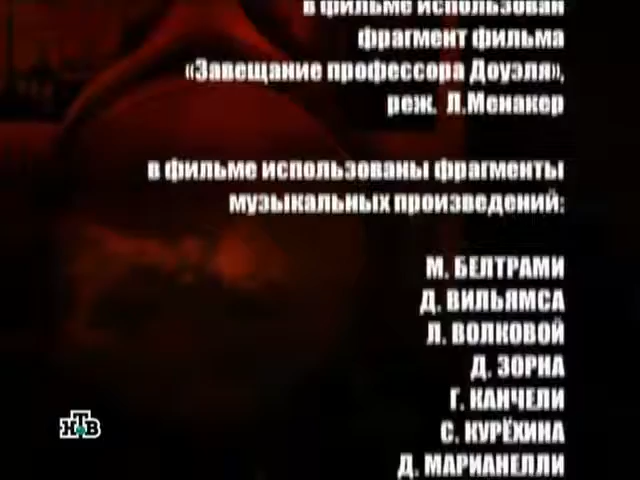 в фильме использован
фрагмент фильма
«Завещание профессора Доуэля»,
реж. Л.Менакер
в фильме использованы фрагменты
музыкальных произведений:
М. БЕЛТРАМИ
Д. ВИЛЬЯМСА
Л. ВОЛКОВОЙ
Д. ЗОРНА
Г. КАНЧЕЛИ
С. КУРЁХИНА
Д. МАРИАНЕЛЛИ
НТВ